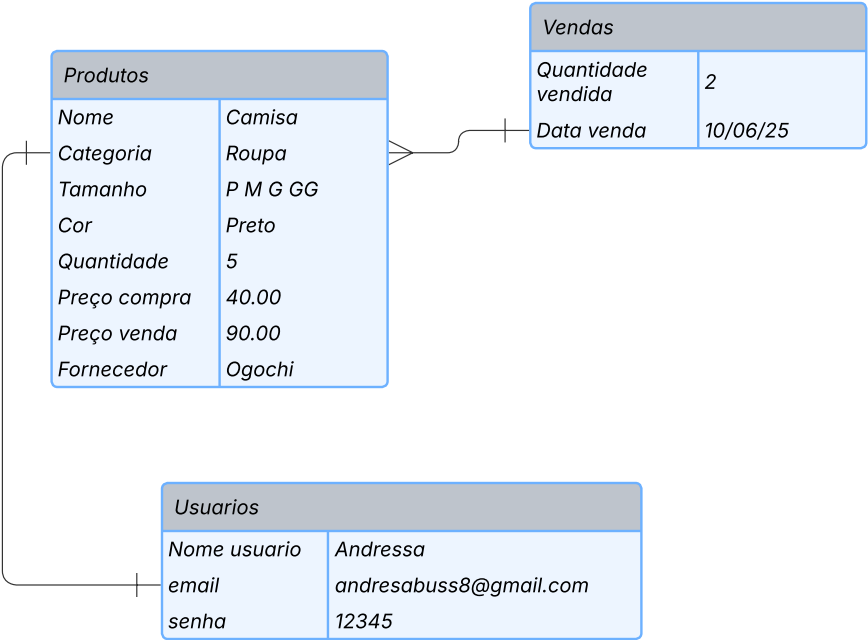 Vendas
Quantidade vendida 2
Data venda 10/06/25
Produtos
Nome Camisa
Categoria Roupa
Tamanho P M G GG
Cor Preto
Quantidade 5
Preço compra 40.00
Preço venda 90.00
Fornecedor Ogochi
Usuarios
Nome usuario Andressa
email andresabuss8@gmail.com
senha 12345